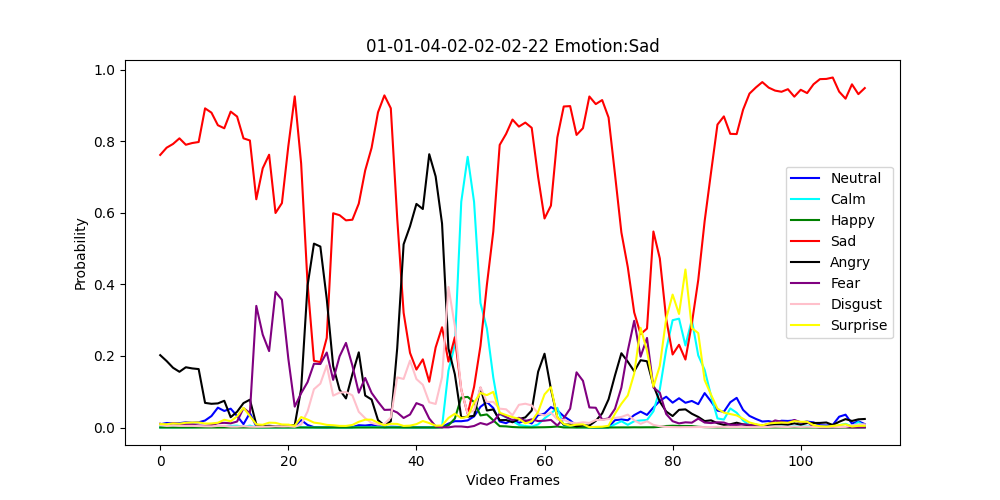 01-01-04-02-02-02-22 Emotion:Sad
1.0
0.8
0.6
0.4
0.2
0.0
Probability
0 20 40 60 80 100
Video Frames
Neutral
Calm
Happy
Sad
Angry
Fear
Disgust
Surprise